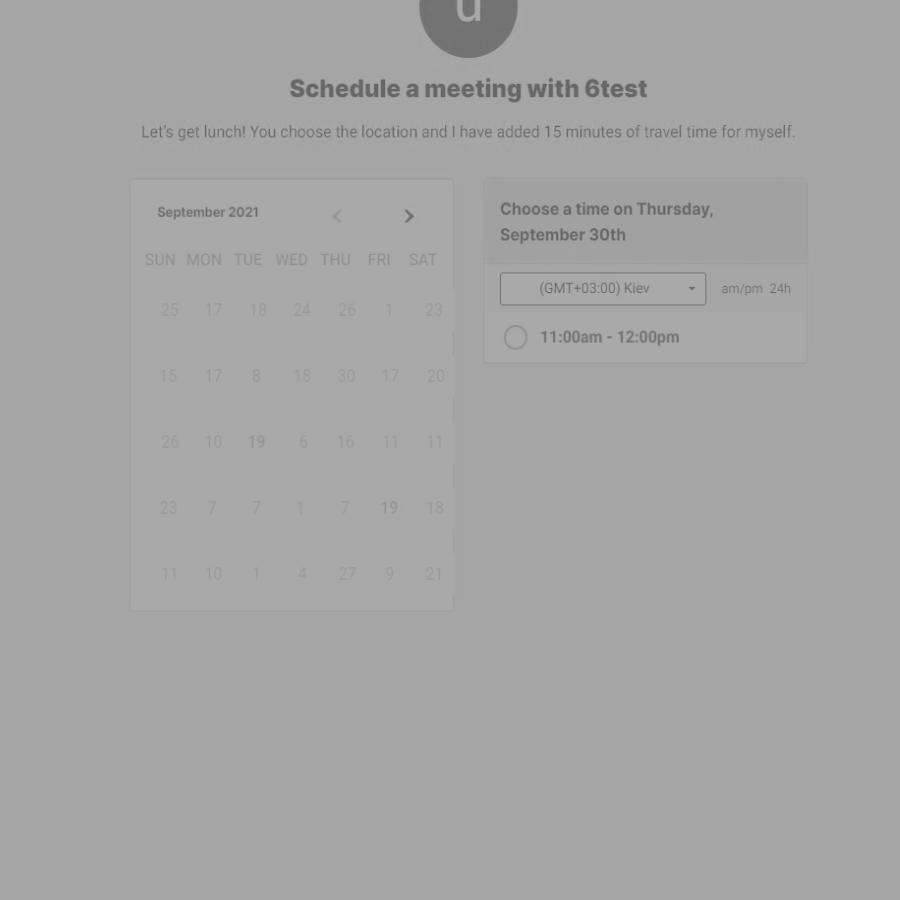 u
Schedule a meeting with 6test
Let's get lunch! You choose the location and I have added 15 minutes of travel time for myself.
September 2021
SUN MON TUE WED THU FRI SAT
25 17 18 24 26 1 23
15 17 8 18 30 17 20
26 10 19 6 16 11 11
23 7 7 1 7 19 18
11 10 1 4 27 9 21
Choose a time on Thursday,
September 30th
(GMT+03:00) Kiev am/pm 24h
11:00am - 12:00pm